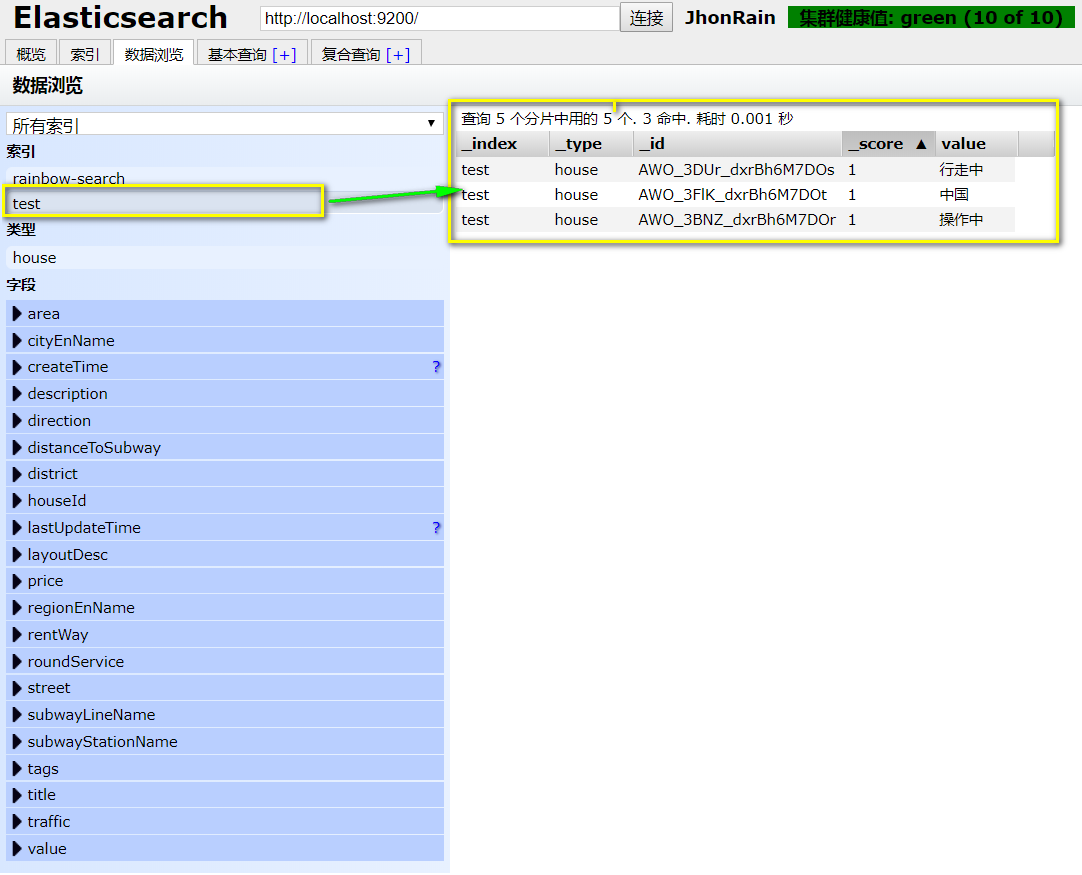 Elasticsearch http://localhost:9200/ 连接 JhonRain 集群健康值: green (10 of 10)
概览 索引 数据浏览 基本查询 [+] 复合查询 [+]
数据浏览
所有索引
索引
rainbow-search
test
类型
house
字段
area
cityEnName
createTime ?
description
direction
distanceToSubway
district
houseId
lastUpdateTime ?
layoutDesc
price
regionEnName
rentWay
roundService
street
subwayLineName
subwayStationName
tags
title
traffic
value
查询 5 个分片中用的 5 个. 3 命中. 耗时 0.001 秒
_index _type _id _score ▲ value
test house AWO_3DUr_dxrBh6M7DOs 1 行走中
test house AWO_3FlK_dxrBh6M7DOt 1 中国
test house AWO_3BNZ_dxrBh6M7DOr 1 操作中